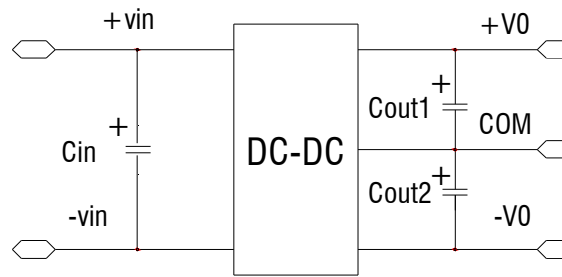 +vin
+V0
+
Cout1
COM
+
Cin
DC-DC
+
Cout2
-vin
-V0